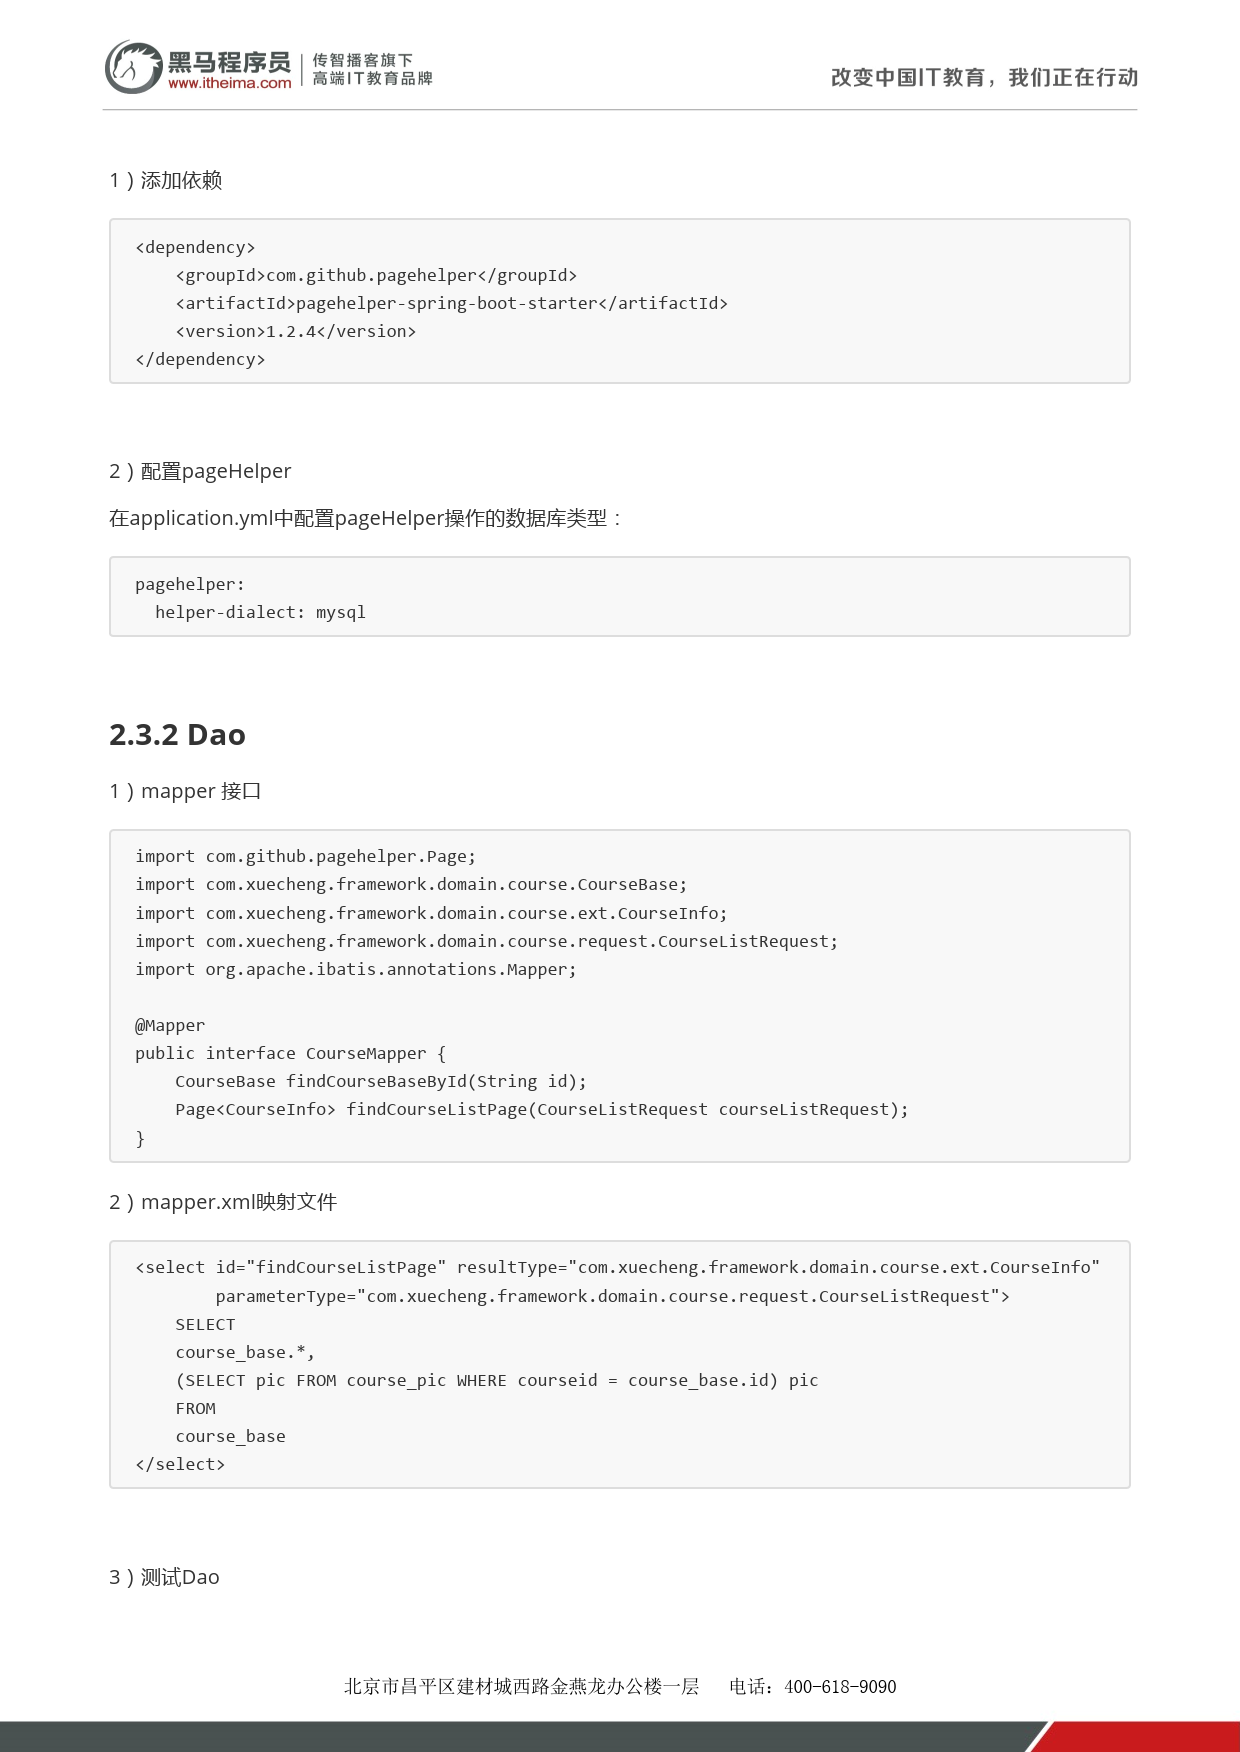 黑马程序员
www.itheima.com
传智播客旗下
高端IT教育品牌
改变中国IT教育，我们正在行动
1）添加依赖
<dependency>
    <groupId>com.github.pagehelper</groupId>
    <artifactId>pagehelper-spring-boot-starter</artifactId>
    <version>1.2.4</version>
</dependency>
2）配置pageHelper
在application.yml中配置pageHelper操作的数据库类型：
pagehelper:
  helper-dialect: mysql
2.3.2 Dao
1）mapper 接口
import com.github.pagehelper.Page;
import com.xuecheng.framework.domain.course.CourseBase;
import com.xuecheng.framework.domain.course.ext.CourseInfo;
import com.xuecheng.framework.domain.course.request.CourseListRequest;
import org.apache.ibatis.annotations.Mapper;
@Mapper
public interface CourseMapper {
    CourseBase findCourseBaseById(String id);
    Page<CourseInfo> findCourseListPage(CourseListRequest courseListRequest);
}
2）mapper.xml映射文件
<select id="findCourseListPage" resultType="com.xuecheng.framework.domain.course.ext.CourseInfo"
        parameterType="com.xuecheng.framework.domain.course.request.CourseListRequest">
    SELECT
    course_base.*,
    (SELECT pic FROM course_pic WHERE courseid = course_base.id) pic
    FROM
    course_base
</select>
3）测试Dao
北京市昌平区建材城西路金燕龙办公楼一层 电话：400-618-9090